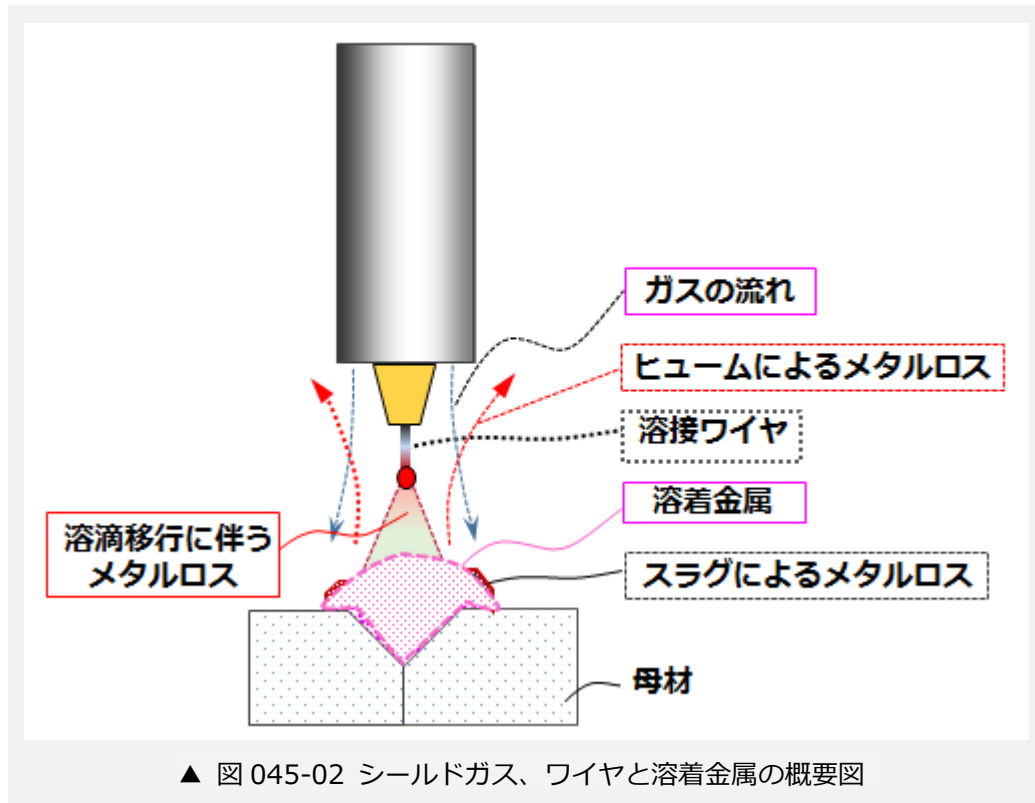 ガスの流れ
ヒュームによるメタルロス
溶接ワイヤ
溶着金属
溶滴移行に伴う
メタルロス
スラグによるメタルロス
母材
▲ 図 045-02 シールドガス、ワイヤと溶着金属の概要図